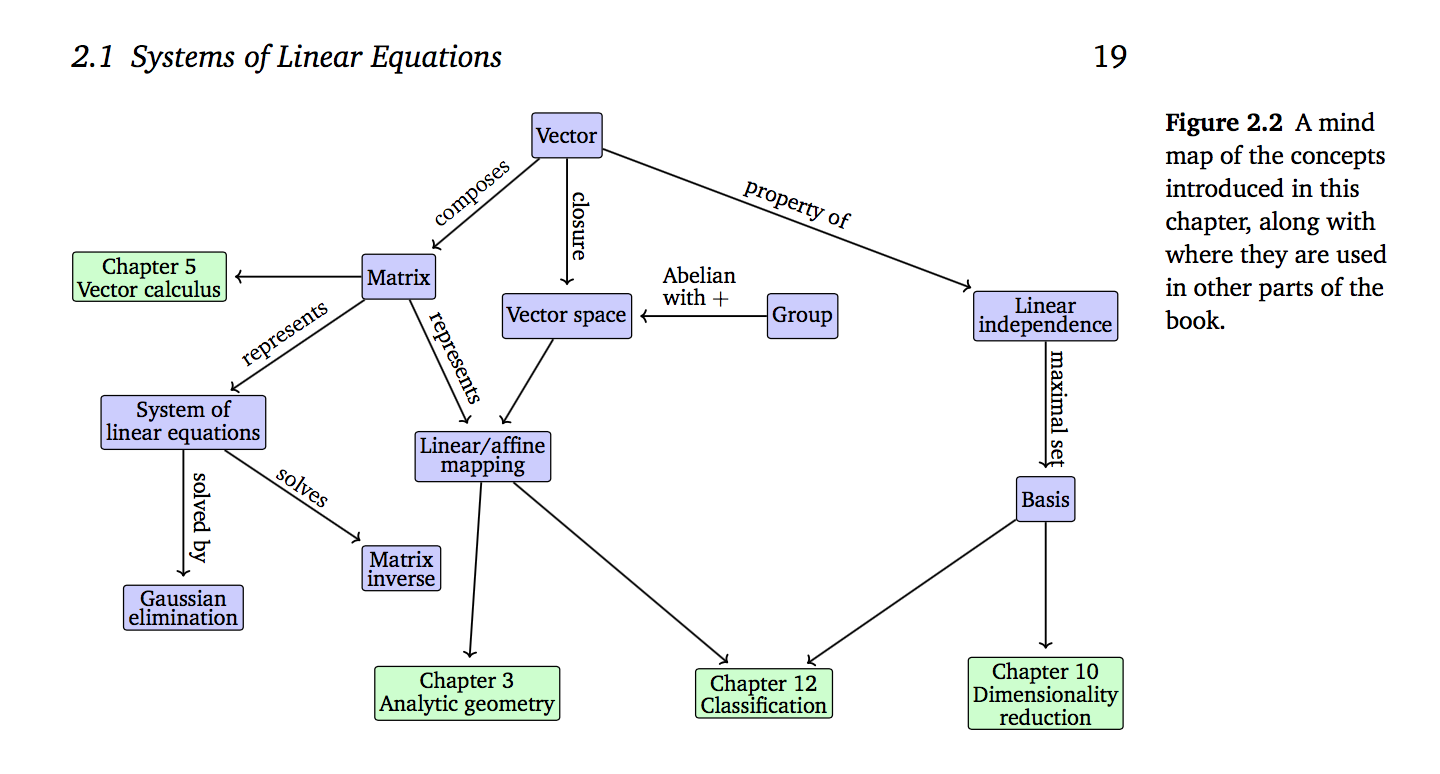 2.1 Systems of Linear Equations
19
Figure 2.2 A mind
map of the concepts
introduced in this
chapter, along with
where they are used
in other parts of the
book.
Vector
composes
closure
property of
Chapter 5
Vector calculus
Matrix
Abelian
with +
Vector space
Group
Linear
independence
represents
represents
maximal set
System of
linear equations
Linear/affine
mapping
solved by
solves
Basis
Matrix
inverse
Gaussian
elimination
Chapter 3
Analytic geometry
Chapter 12
Classification
Chapter 10
Dimensionality
reduction